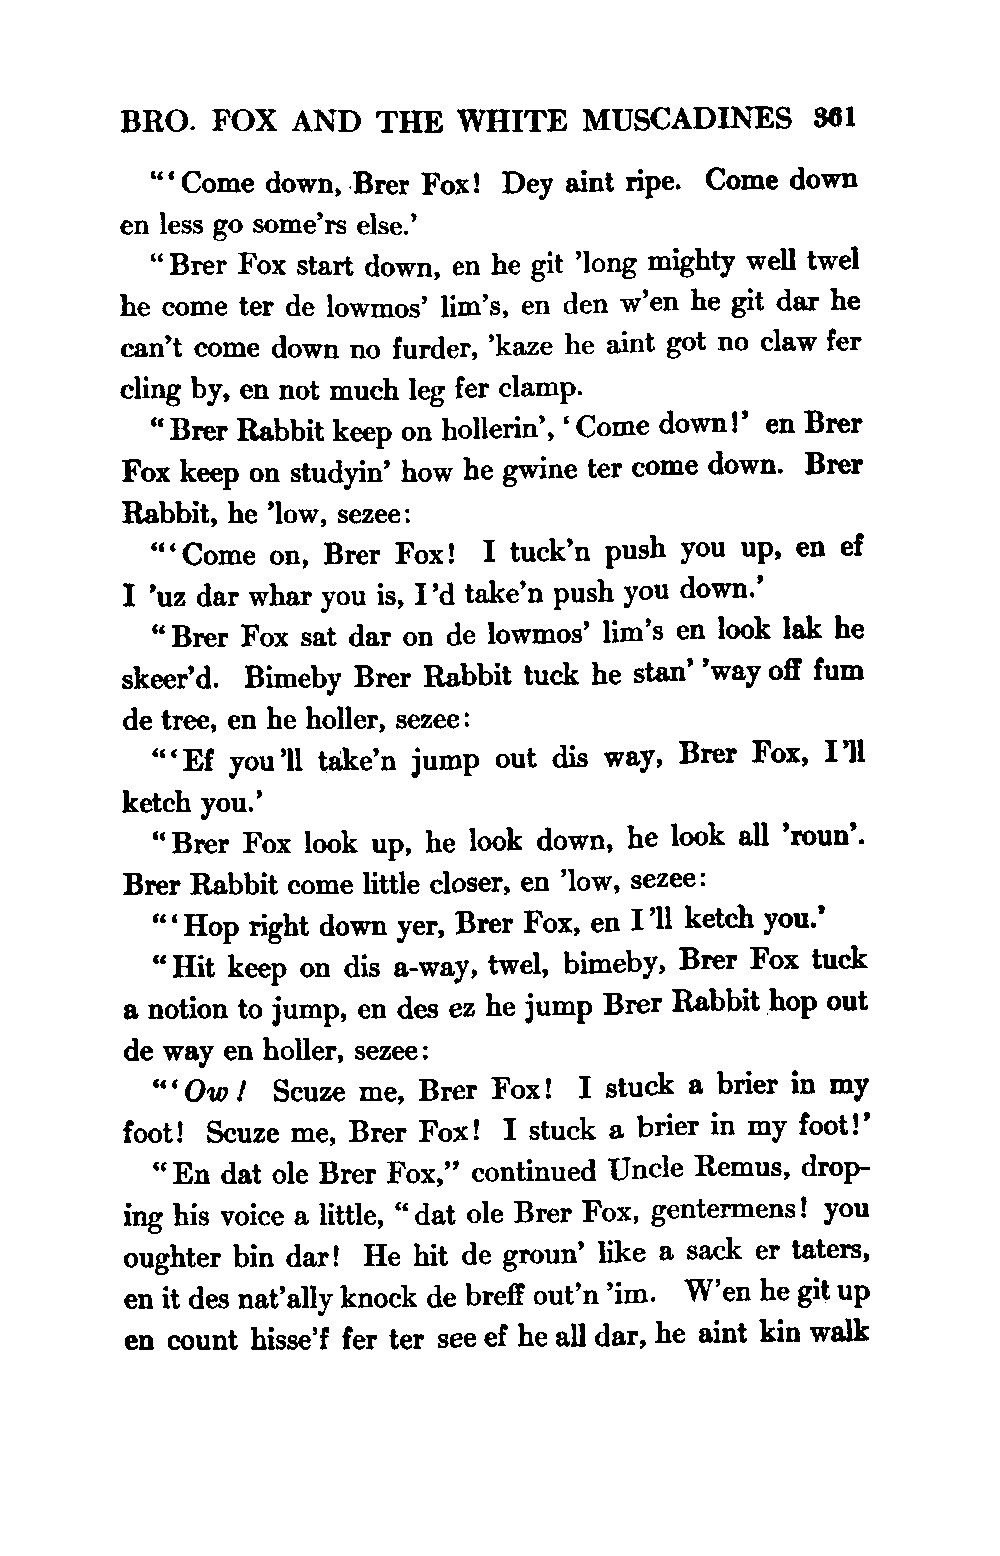 BRO. FOX AND THE WHITE MUSCADINES 361
"'Come down, Brer Fox! Dey aint ripe. Come down
en less go some'rs else.'
"Brer Fox start down, en he git 'long mighty well twel
he come ter de lowmos' lim's, en den w'en he git dar he
can't come down no furder, 'kaze he aint got no claw fer
cling by, en not much leg fer clamp.
"Brer Rabbit keep on hollerin', 'Come down!' en Brer
Fox keep on studyin' how he gwine ter come down. Brer
Rabbit, he 'low, sezee:
"'Come on, Brer Fox! I tuck'n push you up, en ef
I 'uz dar whar you is, I'd take'n push you down.'
"Brer Fox sat dar on de lowmos' lim's en look lak he
skeer'd. Bimeby Brer Rabbit tuck he stan' 'way off fum
de tree, en he holler, sezee:
"'Ef you'll take'n jump out dis way, Brer Fox, I'll
ketch you.'
"Brer Fox look up, he look down, he look all 'roun'.
Brer Rabbit come little closer, en 'low, sezee:
"'Hop right down yer, Brer Fox, en I'll ketch you.'
"Hit keep on dis a-way, twel, bimeby, Brer Fox tuck
a notion to jump, en des ez he jump Brer Rabbit hop out
de way en holler, sezee:
"'Ow! Scuze me, Brer Fox! I stuck a brier in my
foot! Scuze me, Brer Fox! I stuck a brier in my foot!'
"En dat ole Brer Fox," continued Uncle Remus, drop-
ing his voice a little, "dat ole Brer Fox, gentermens! you
oughter bin dar! He hit de groun' like a sack er taters,
en it des nat'ally knock de breff out'n 'im. W'en he git up
en count hisse'f fer ter see ef he all dar, he aint kin walk